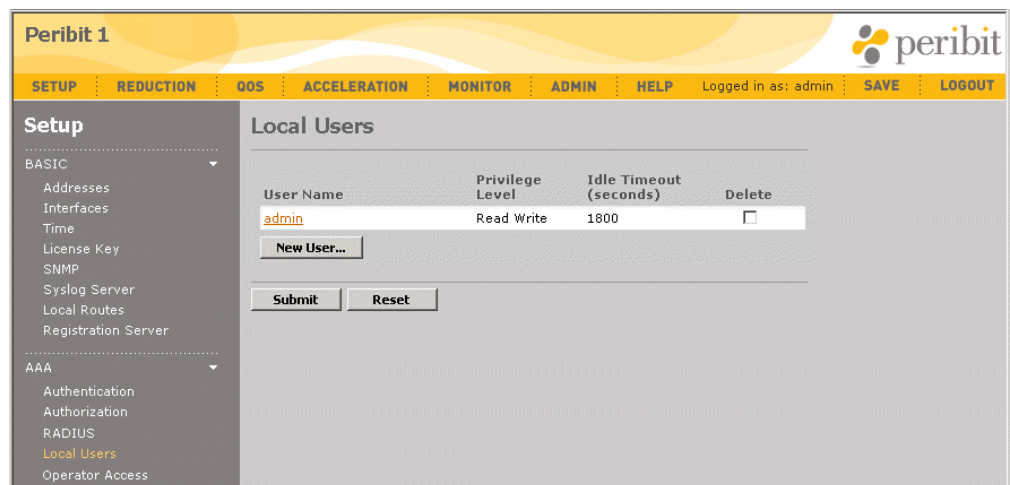 Peribit 1
peribit
SETUP REDUCTION QOS ACCELERATION MONITOR ADMIN HELP Logged in as: admin SAVE LOGOUT
Setup
BASIC
Addresses
Interfaces
Time
License Key
SNMP
Syslog Server
Local Routes
Registration Server
AAA
Authentication
Authorization
RADIUS
Local Users
Operator Access
Local Users
User Name Privilege Level Idle Timeout (seconds) Delete
admin Read Write 1800
New User...
Submit Reset